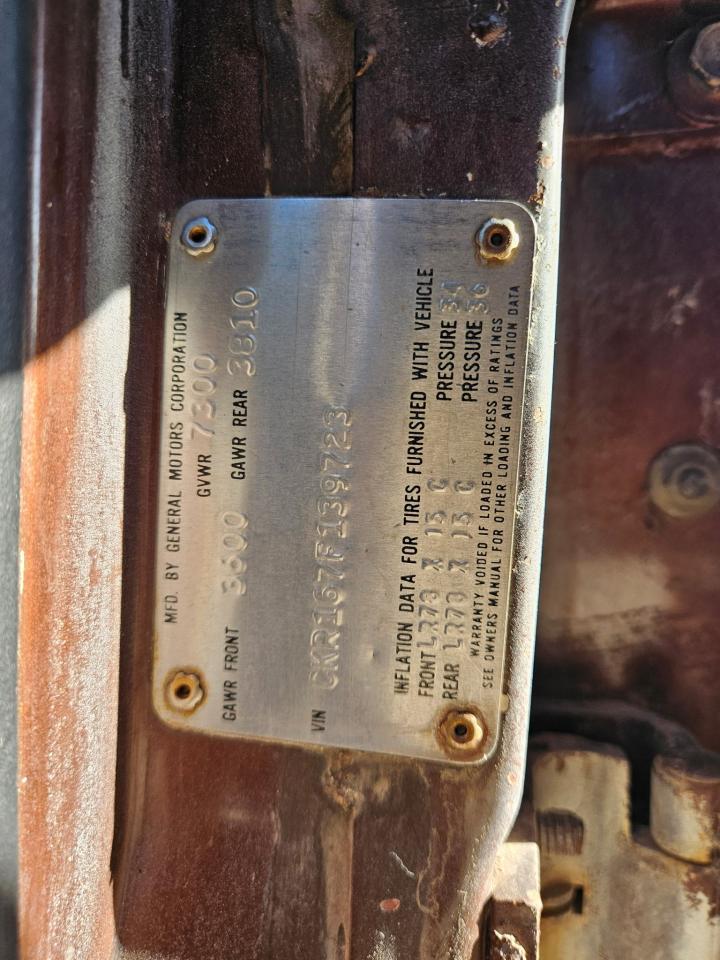 MFD. BY GENERAL MOTORS CORPORATION
GVWR 7300
GAWR FRONT 3600 GAWR REAR 3810
VIN CKR167F139723
INFLATION DATA FOR TIRES FURNISHED WITH VEHICLE
FRONT LR78 X 15 C PRESSURE 34
REAR LR78 X 15 C PRESSURE 36
WARRANTY VOIDED IF LOADED IN EXCESS OF RATINGS
SEE OWNERS MANUAL FOR OTHER LOADING AND INFLATION DATA